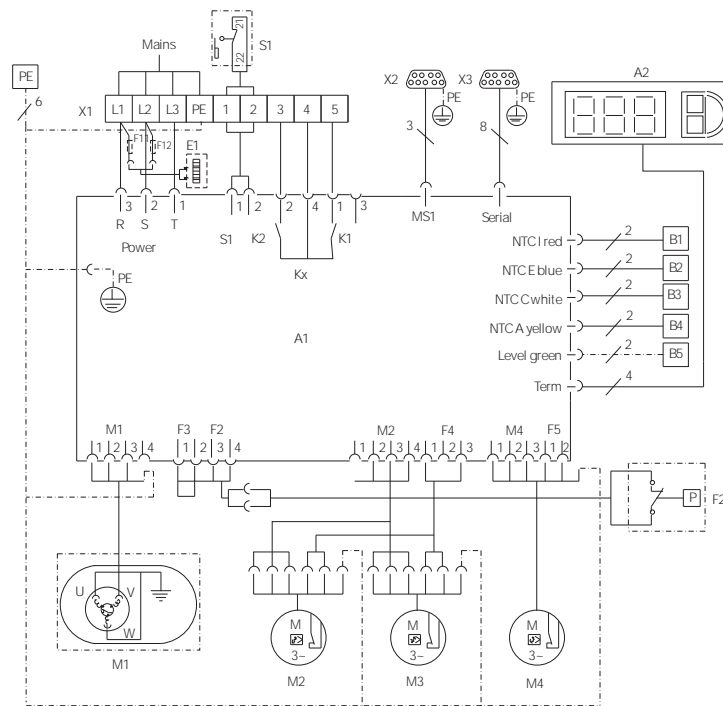 Mains
21
22
S1
PE
6
X1 L1 L2 L3 PE 1 2 3 4 5
F11 F12 E1
X2 X3
PE PE
3 8
A2
3 2 1 1 2 2 4 1 3
R S T S1 K2 K1 MS1 Serial
Power
Kx
PE
A1
NTC I red 2 B1
NTC E blue 2 B2
NTC C white 2 B3
NTC A yellow 2 B4
Level green 2 B5
Term 4
M1 F3 F2 M2 F4 M4 F5
1 2 3 4 1 2 3 4 1 2 3 4 1 2 3 1 2 3 1 2
P F2
U V
W
M1
M M M
3~ 3~ 3~
M2 M3 M4